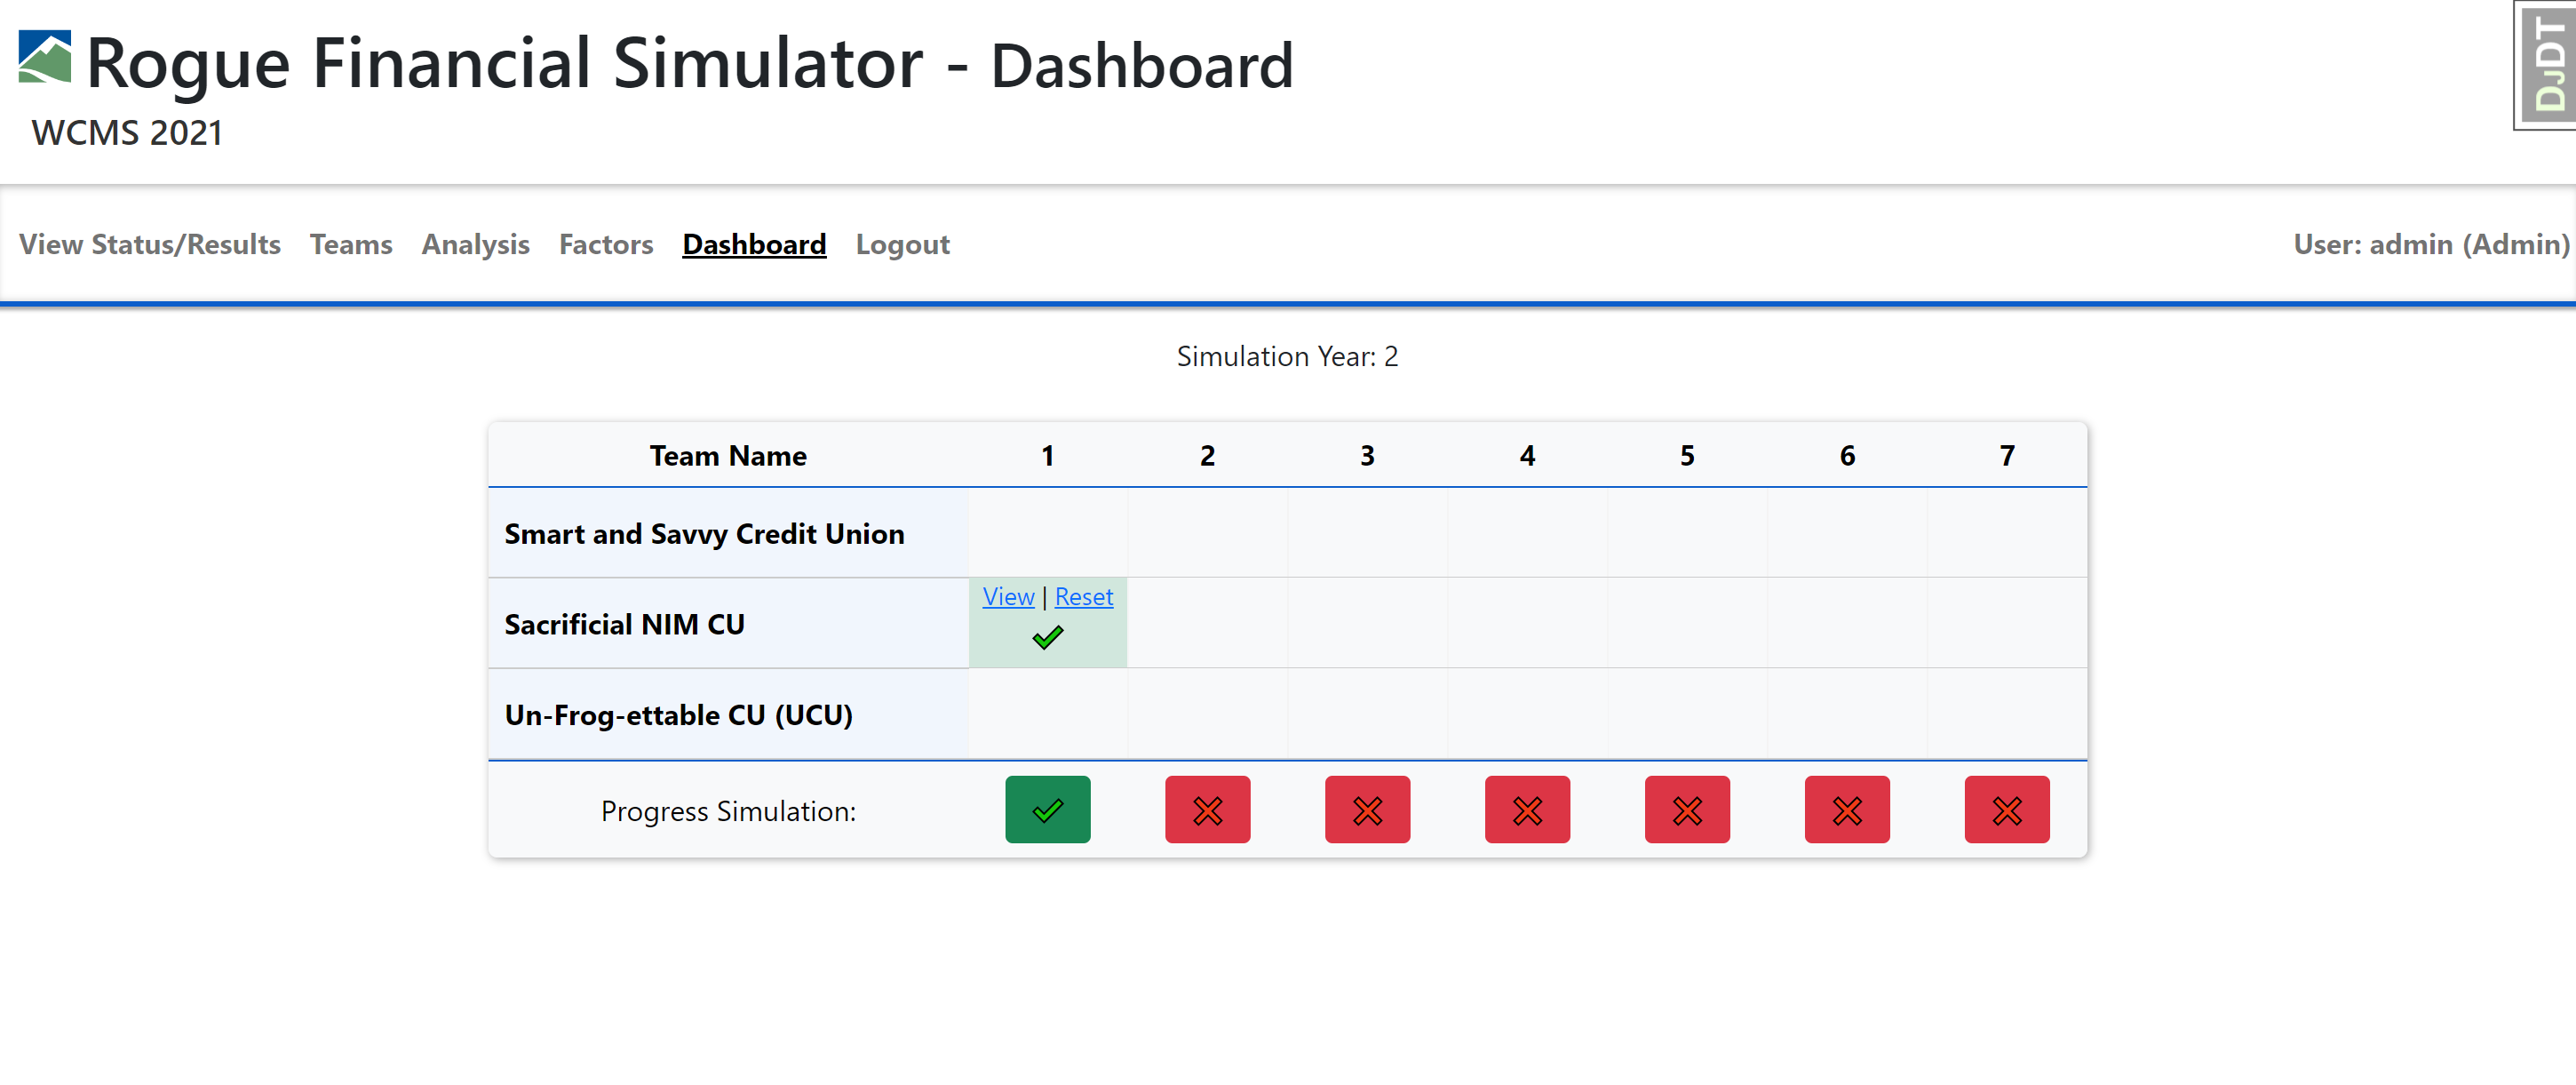 Rogue Financial Simulator - Dashboard
WCMS 2021
DJDT
View Status/Results Teams Analysis Factors Dashboard Logout User: admin (Admin)
Simulation Year: 2
Team Name 1 2 3 4 5 6 7
Smart and Savvy Credit Union
View | Reset
Sacrificial NIM CU
Un-Frog-ettable CU (UCU)
Progress Simulation: